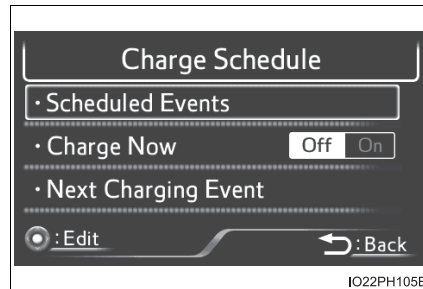 Charge Schedule
· Scheduled Events
· Charge Now Off On
· Next Charging Event
:Edit :Back
IO22PH105E